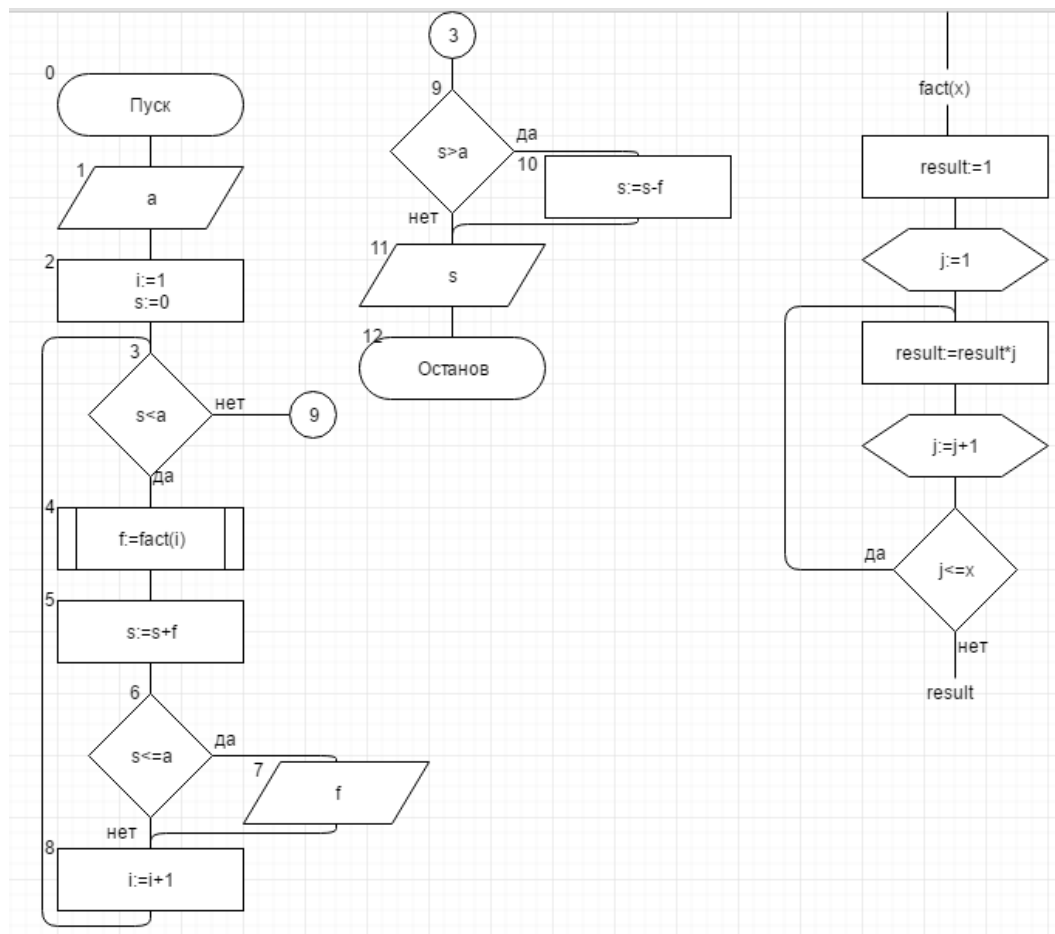 0
Пуск
1
a
2
i:=1
s:=0
3
s<a
нет
9
да
4
f:=fact(i)
5
s:=s+f
6
s<=a
да
7
f
нет
8
i:=i+1
3
9
s>a
да
10
s:=s-f
нет
11
s
12
Останов
fact(x)
result:=1
j:=1
result:=result*j
j:=j+1
да
j<=x
нет
result